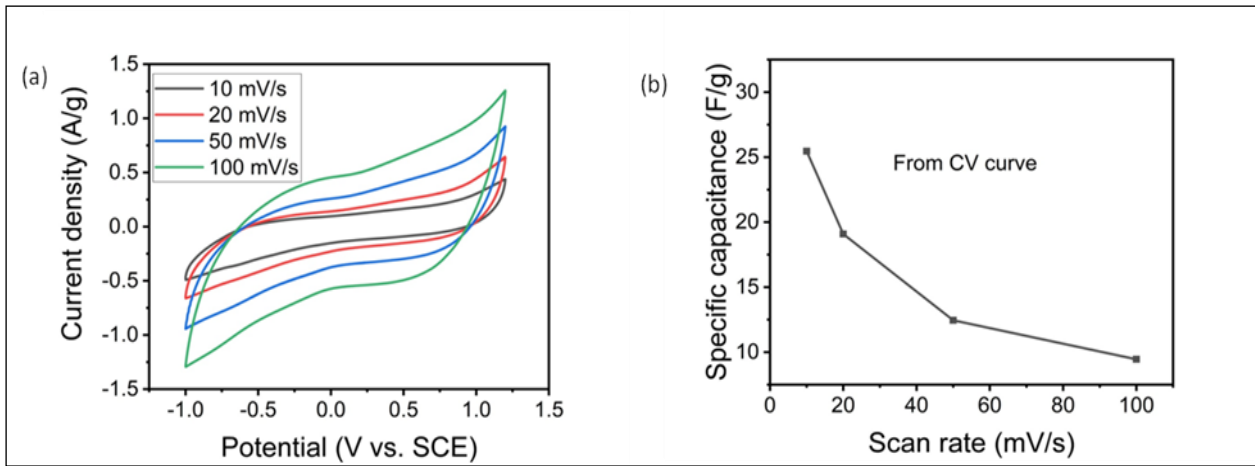 (a)
1.5
1.0
0.5
0.0
-0.5
-1.0
-1.5
Current density (A/g)
10 mV/s
20 mV/s
50 mV/s
100 mV/s
-1.0 -0.5 0.0 0.5 1.0 1.5
Potential (V vs. SCE)
(b)
30
25
20
15
10
Specific capacitance (F/g)
From CV curve
0 20 40 60 80 100
Scan rate (mV/s)